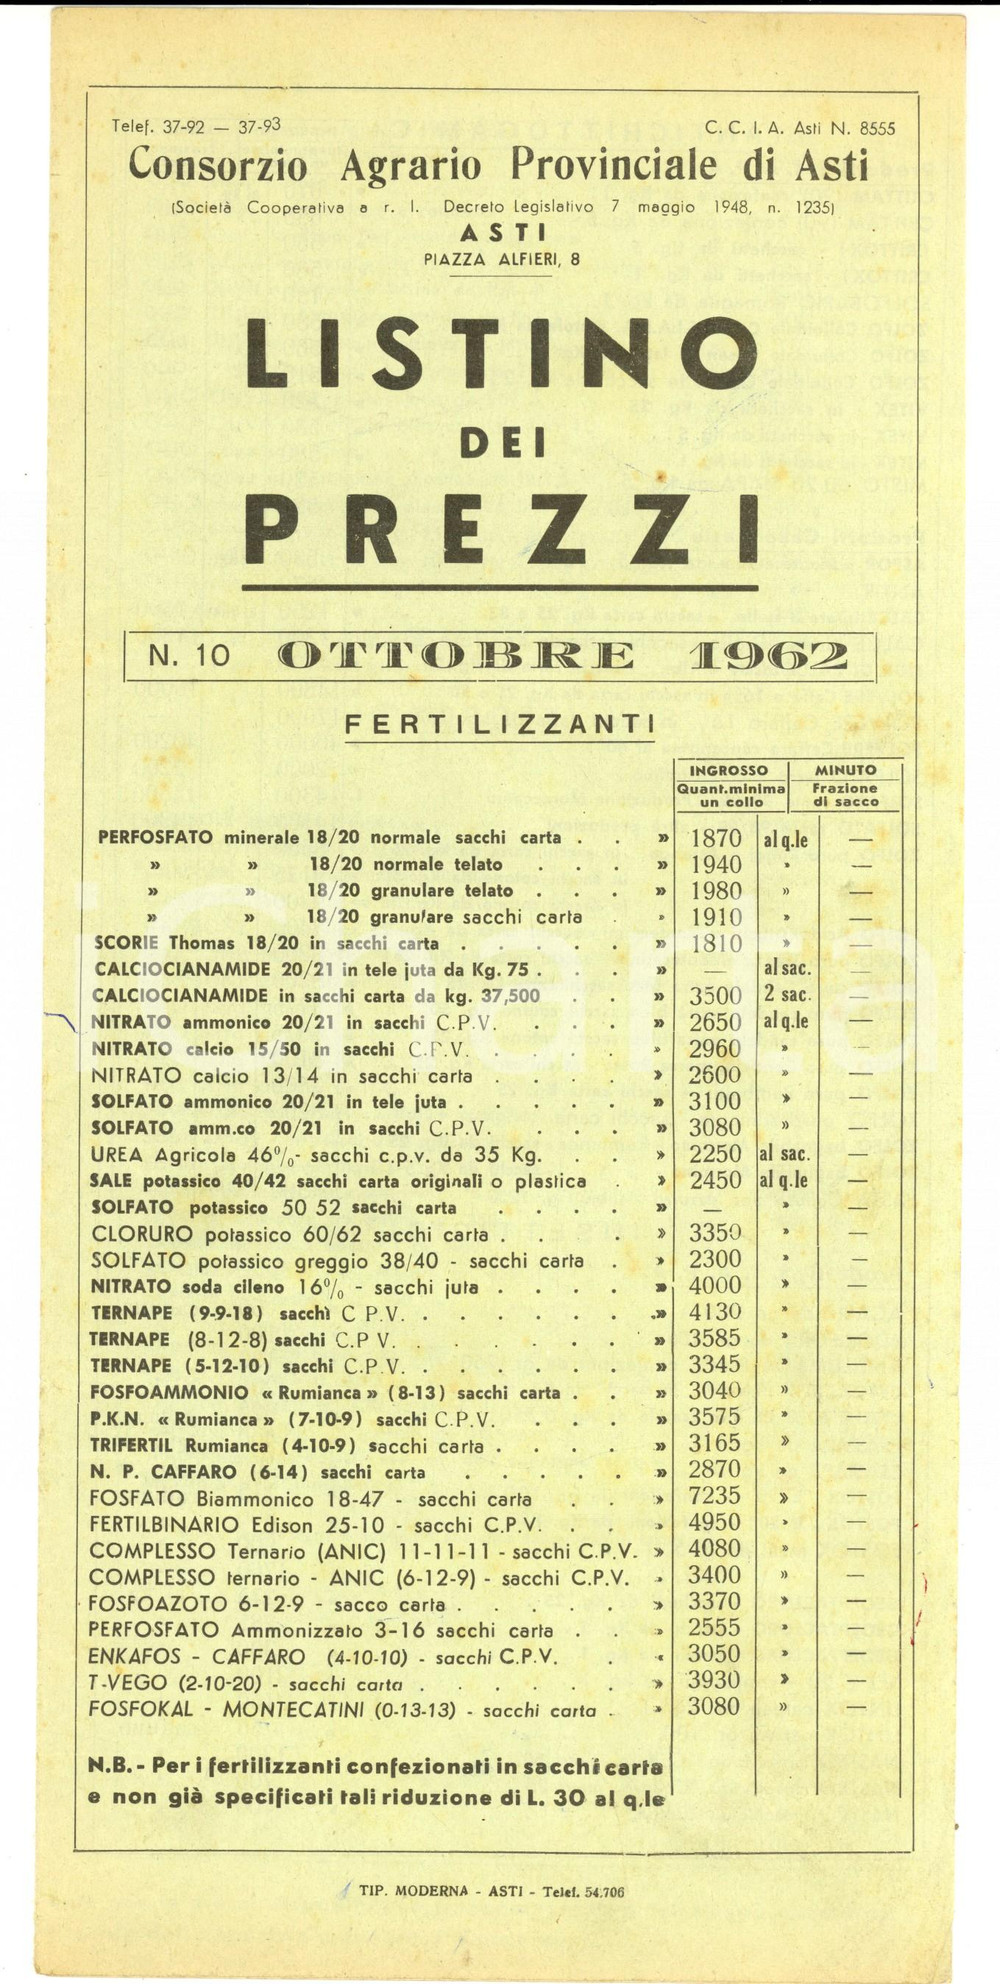 Telef. 37-92 — 37-93 C. C. I. A. Asti N. 8555
Consorzio Agrario Provinciale di Asti
(Società Cooperativa a r. l. Decreto Legislativo 7 maggio 1948, n. 1235)
ASTI
PIAZZA ALFIERI, 8
LISTINO
DEI
PREZZI
N. 10 OTTOBRE 1962
FERTILIZZANTI
INGROSSO MINUTO
Quant.minima un collo Frazione di sacco
PERFOSFATO minerale 18/20 normale sacchi carta . . » 1870 al q.le —
» » 18/20 normale telato . . . » 1940 » —
» » 18/20 granulare telato . . . » 1980 » —
» » 18/20 granulare sacchi carta . » 1910 » —
SCORIE Thomas 18/20 in sacchi carta . . . . . » 1810 » —
CALCIOCIANAMIDE 20/21 in tele juta da Kg. 75 . . . » — al sac. —
CALCIOCIANAMIDE in sacchi carta da kg. 37,500 . . » 3500 2 sac. —
NITRATO ammonico 20/21 in sacchi C.P.V. . . . » 2650 al q.le —
NITRATO calcio 15/50 in sacchi C.P.V. . . . . » 2960 » —
NITRATO calcio 13/14 in sacchi carta . . . . » 2600 » —
SOLFATO ammonico 20/21 in tele juta . . . . . » 3100 » —
SOLFATO amm.co 20/21 in sacchi C.P.V. . . . » 3080 » —
UREA Agricola 46%- sacchi c.p.v. da 35 Kg. . . » 2250 al sac. —
SALE potassico 40/42 sacchi carta originali o plastica . » 2450 al q.le —
SOLFATO potassico 50 52 sacchi carta . . . . » — » —
CLORURO potassico 60/62 sacchi carta . . . » 3350 » —
SOLFATO potassico greggio 38/40 - sacchi carta . » 2300 » —
NITRATO soda cileno 16% - sacchi juta . . . . » 4000 » —
TERNAPE (9-9-18) sacchi C P.V. . . . . . . » 4130 » —
TERNAPE (8-12-8) sacchi C.P V. . . . . . . » 3585 » —
TERNAPE (5-12-10) sacchi C.P.V. . . . . . » 3345 » —
FOSFOAMMONIO « Rumianca » (8-13) sacchi carta . . » 3040 » —
P.K.N. « Rumianca » (7-10-9) sacchi C.P.V. . . . » 3575 » —
TRIFERTIL Rumianca (4-10-9) sacchi carta . . . . » 3165 » —
N. P. CAFFARO (6-14) sacchi carta . . . . . » 2870 » —
FOSFATO Biammonico 18-47 - sacchi carta . . » 7235 » —
FERTILBINARIO Edison 25-10 - sacchi C.P.V. . . » 4950 » —
COMPLESSO Ternario (ANIC) 11-11-11 - sacchi C.P.V. » 4080 » —
COMPLESSO ternario - ANIC (6-12-9) - sacchi C.P.V. » 3400 » —
FOSFOAZOTO 6-12-9 - sacco carta . . . . . » 3370 » —
PERFOSFATO Ammonizzato 3-16 sacchi carta . . » 2555 » —
ENKAFOS - CAFFARO (4-10-10) - sacchi C.P.V. . « 3050 » —
T-VEGO (2-10-20) - sacchi carta . . . . . . » 3930 » —
FOSFOKAL - MONTECATINI (0-13-13) - sacchi carta . » 3080 » —
N.B. - Per i fertilizzanti confezionati in sacchi carta
e non già specificati tali riduzione di L. 30 al q.le
TIP. MODERNA - ASTI - Telef. 54.706